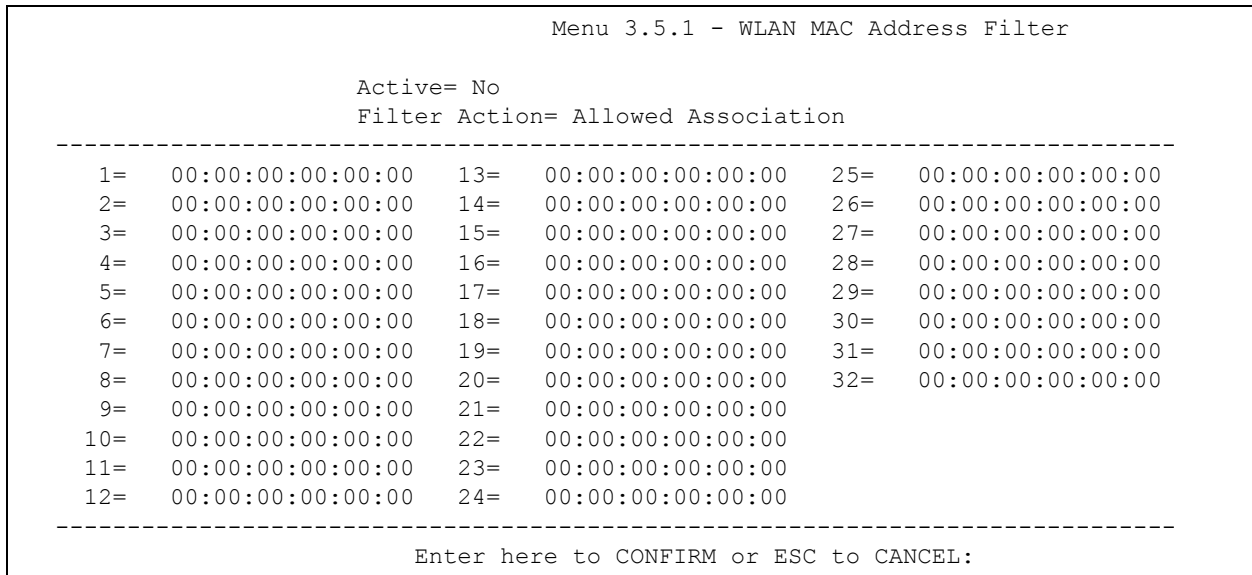 Menu 3.5.1 - WLAN MAC Address Filter
Active= No
Filter Action= Allowed Association
------------------------------------------------------------------------------
1= 00:00:00:00:00:00 13= 00:00:00:00:00:00 25= 00:00:00:00:00:00
2= 00:00:00:00:00:00 14= 00:00:00:00:00:00 26= 00:00:00:00:00:00
3= 00:00:00:00:00:00 15= 00:00:00:00:00:00 27= 00:00:00:00:00:00
4= 00:00:00:00:00:00 16= 00:00:00:00:00:00 28= 00:00:00:00:00:00
5= 00:00:00:00:00:00 17= 00:00:00:00:00:00 29= 00:00:00:00:00:00
6= 00:00:00:00:00:00 18= 00:00:00:00:00:00 30= 00:00:00:00:00:00
7= 00:00:00:00:00:00 19= 00:00:00:00:00:00 31= 00:00:00:00:00:00
8= 00:00:00:00:00:00 20= 00:00:00:00:00:00 32= 00:00:00:00:00:00
9= 00:00:00:00:00:00 21= 00:00:00:00:00:00
10= 00:00:00:00:00:00 22= 00:00:00:00:00:00
11= 00:00:00:00:00:00 23= 00:00:00:00:00:00
12= 00:00:00:00:00:00 24= 00:00:00:00:00:00
------------------------------------------------------------------------------
Enter here to CONFIRM or ESC to CANCEL: